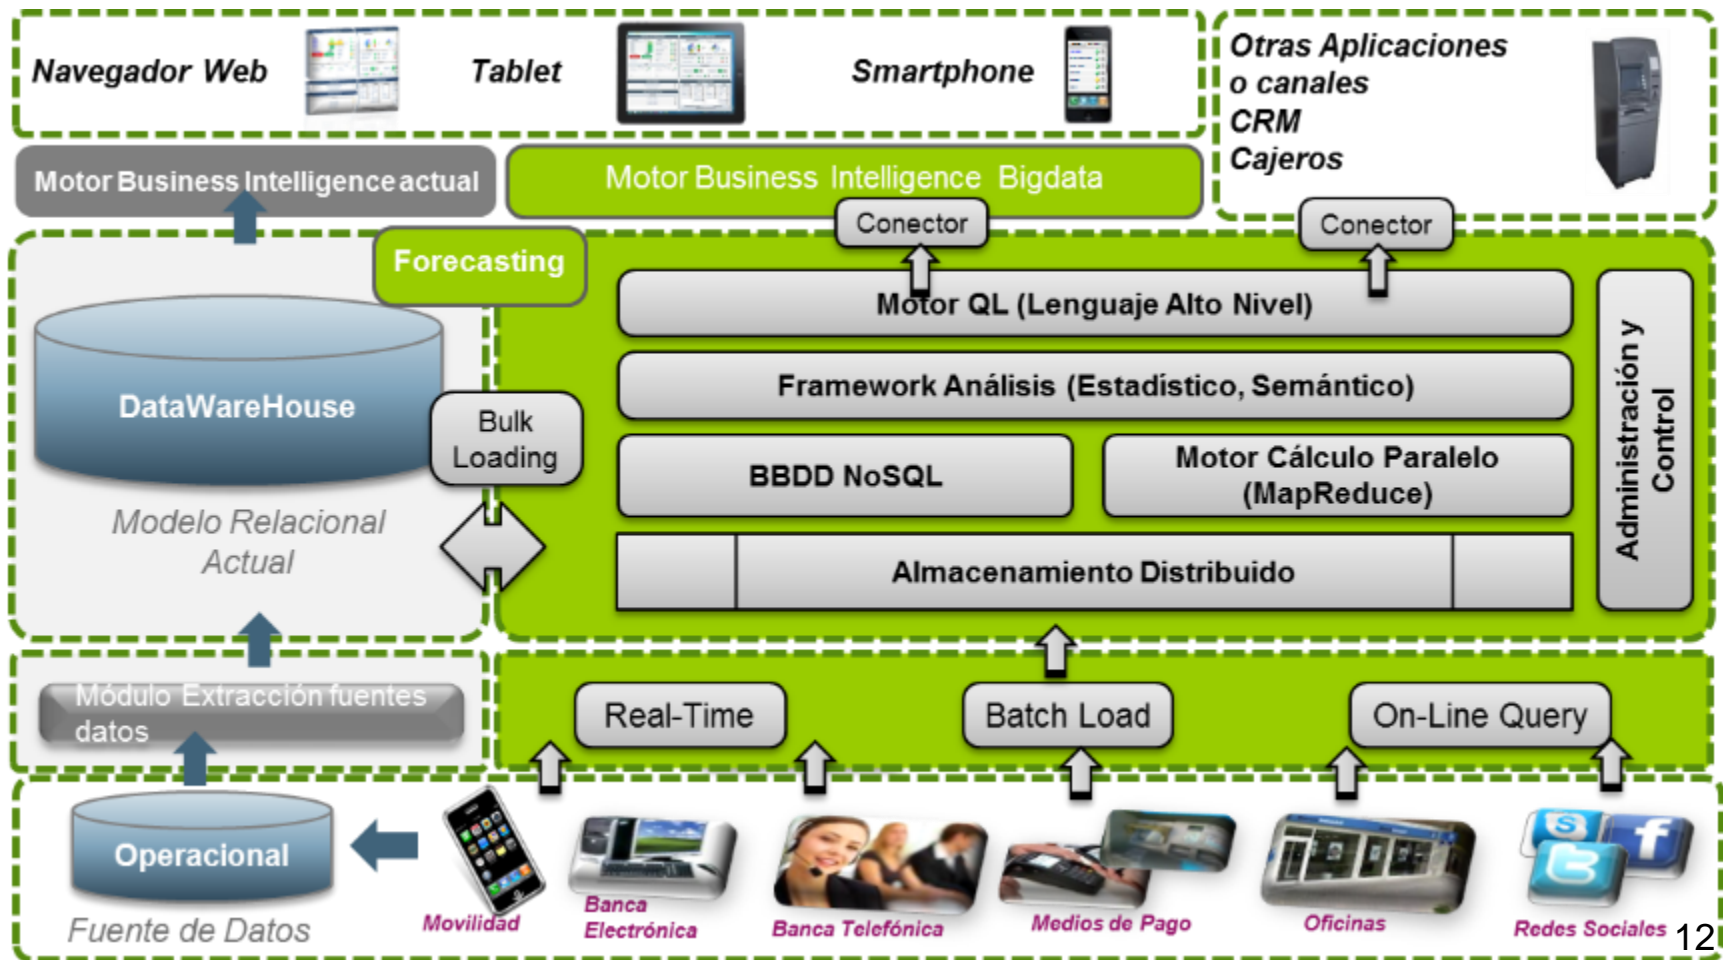 Navegador Web
Tablet
Smartphone
Otras Aplicaciones
o canales
CRM
Cajeros
Motor Business Intelligence actual
Motor Business Intelligence Bigdata
Conector
Conector
Forecasting
Motor QL (Lenguaje Alto Nivel)
Framework Análisis (Estadístico, Semántico)
DataWareHouse
Bulk
Loading
BBDD NoSQL
Motor Cálculo Paralelo
(MapReduce)
Administración y
Control
Modelo Relacional
Actual
Almacenamiento Distribuido
Módulo Extracción fuentes
datos
Real-Time
Batch Load
On-Line Query
Operacional
Fuente de Datos
Movilidad
Banca
Electrónica
Banca Telefónica
Medios de Pago
Oficinas
Redes Sociales
12